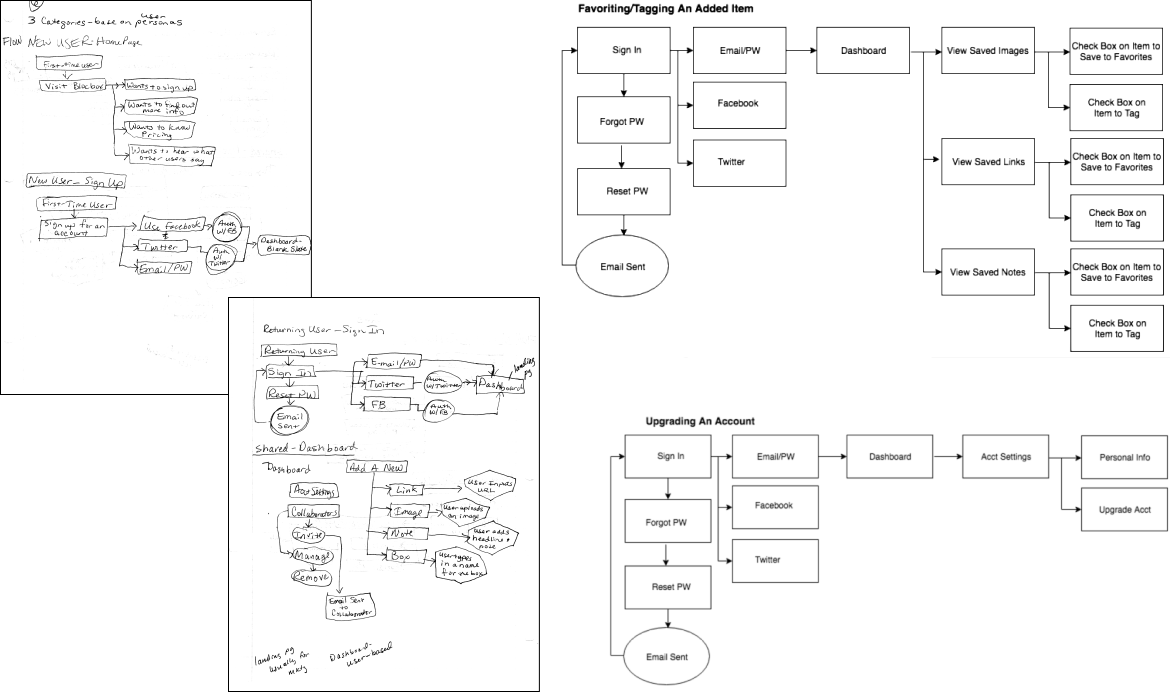 3 Categories-base on user personas
Flow NEW USER: HomePage
First-time user
Visit Blocbox
Wants to sign up
Wants to find out
more info
Wants to know
Pricing
Wants to hear what
other users say
New User - Sign Up
First-Time User
Sign up for an
account
Use Facebook
Auth
w/FB
Twitter
Auth
w/
Twitter
Email/PW
Dashboard-
Blank Slate
Returning User - Sign In
Returning User
Sign In
Reset PW
Email
Sent
E-mail/PW
Twitter
Auth
w/Twitter
FB
Auth
w/FB
landing
pg
Dashboard
Shared-Dashboard
Dashboard
Acct Settings
Collaborators
Invite
Manage
Remove
Email Sent
to
Collaborator
Add A New
Link
User Inputs
URL
Image
User uploads
an image
Note
User adds
headline +
Box
User types
in a name
for the box
landing pg
usually for
mktg
Dashboard-
user-based
Favoriting/Tagging An Added Item
Sign In
Email/PW
Dashboard
View Saved Images
Check Box on Item to
Save to Favorites
Facebook
Check Box on
Item to Tag
Forgot PW
Twitter
View Saved Links
Check Box on Item to
Save to Favorites
Reset PW
Check Box on
Item to Tag
Email Sent
View Saved Notes
Check Box on Item to
Save to Favorites
Check Box on
Item to Tag
Upgrading An Account
Sign In
Email/PW
Dashboard
Acct Settings
Personal Info
Facebook
Upgrade Acct
Forgot PW
Twitter
Reset PW
Email Sent